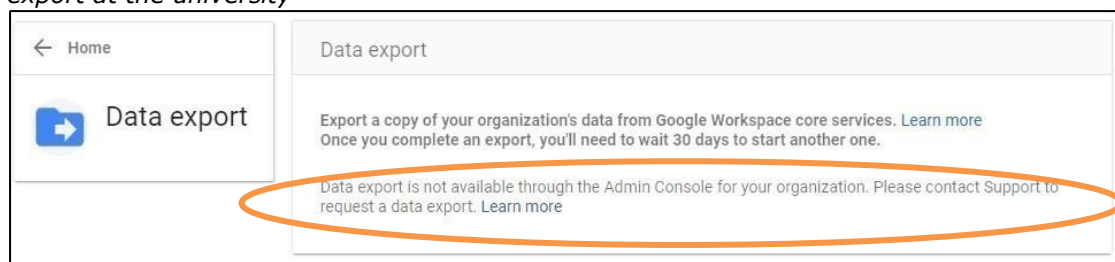 export at the university
← Home
Data export
Data export
Export a copy of your organization's data from Google Workspace core services. Learn more
Once you complete an export, you'll need to wait 30 days to start another one.
Data export is not available through the Admin Console for your organization. Please contact Support to
request a data export. Learn more